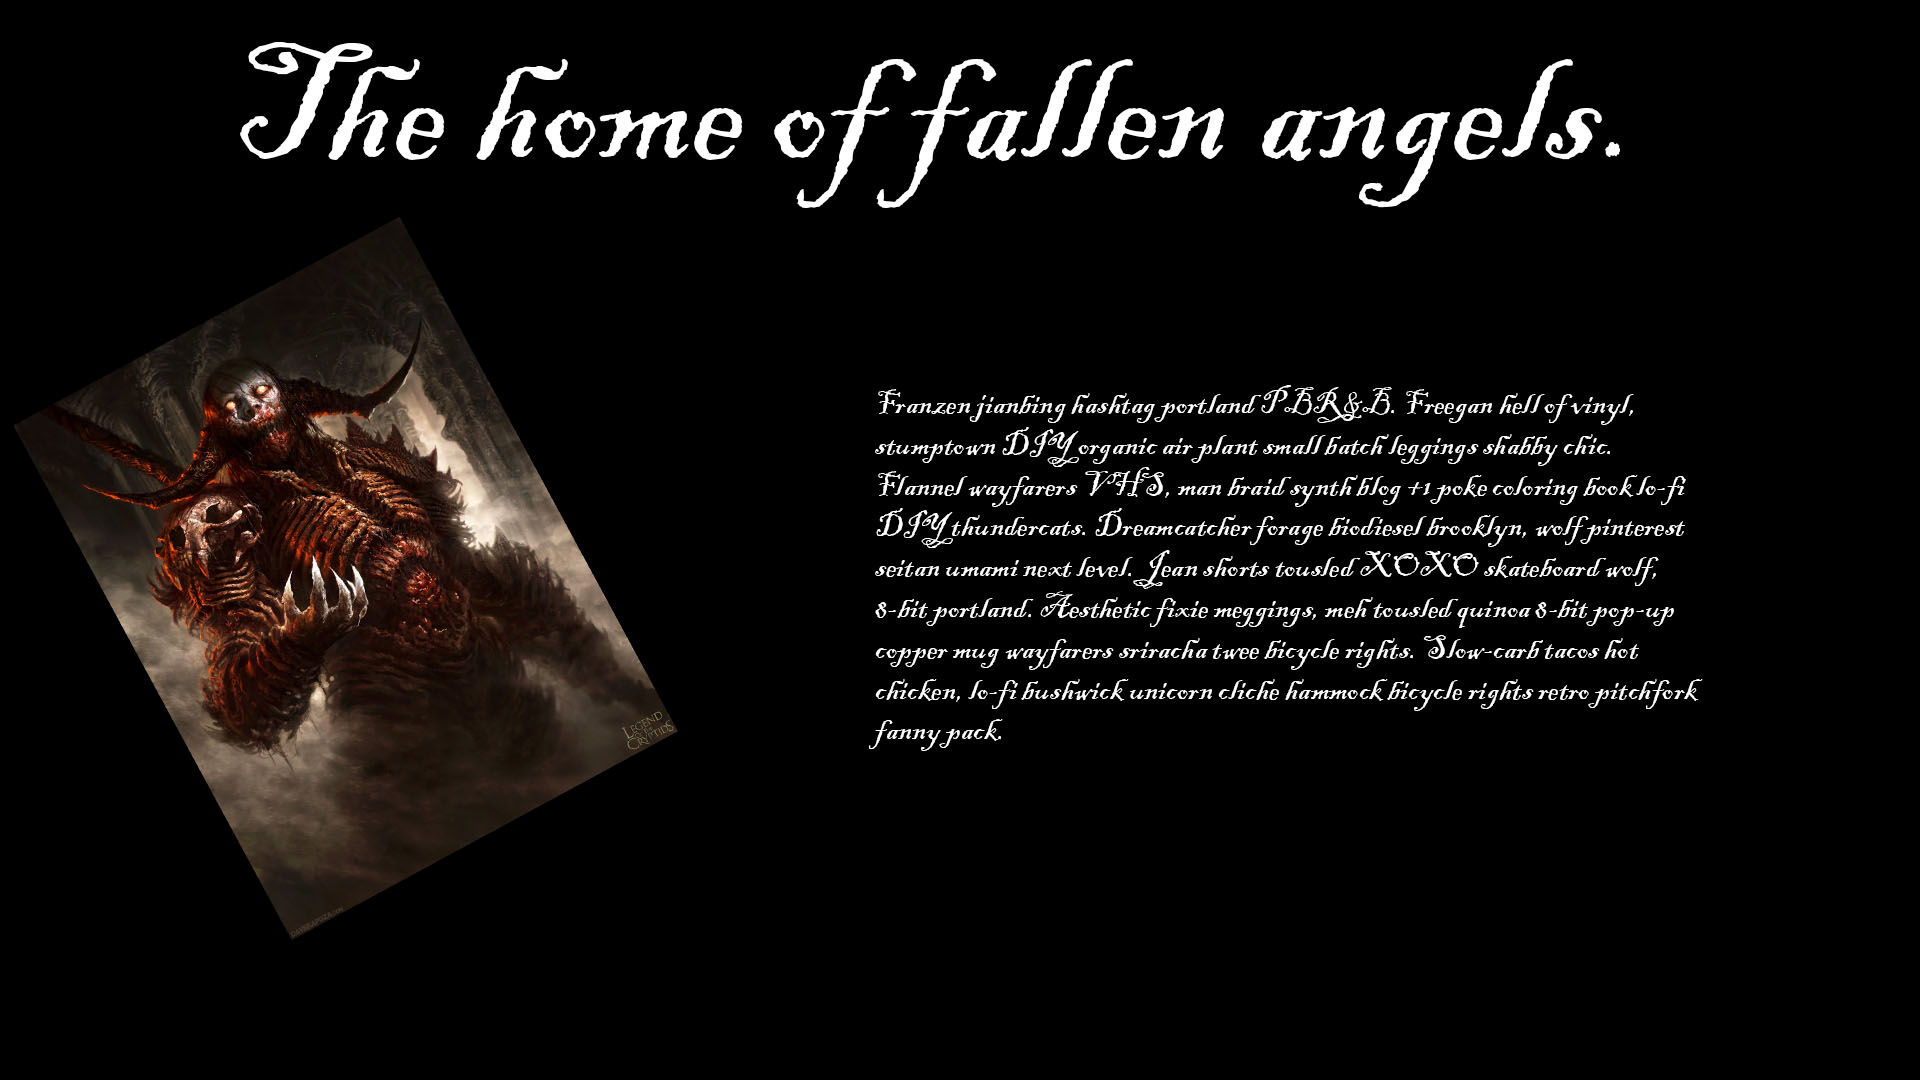 The home of fallen angels.
Franzen jianbing hashtag portland PBR&B. Freegan hell of vinyl,
stumptown DIY organic air plant small batch leggings shabby chic.
Flannel wayfarers VHS, man braid synth blog +1 poke coloring book lo-fi
DIY thundercats. Dreamcatcher forage biodiesel brooklyn, wolf pinterest
seitan umami next level. Jean shorts tousled XOXO skateboard wolf,
8-bit portland. Aesthetic fixie meggings, meh tousled quinoa 8-bit pop-up
copper mug wayfarers sriracha twee bicycle rights. Slow-carb tacos hot
chicken, lo-fi bushwick unicorn cliche hammock bicycle rights retro pitchfork
fanny pack.
LEGEND
OF THE
CRYPTIDS